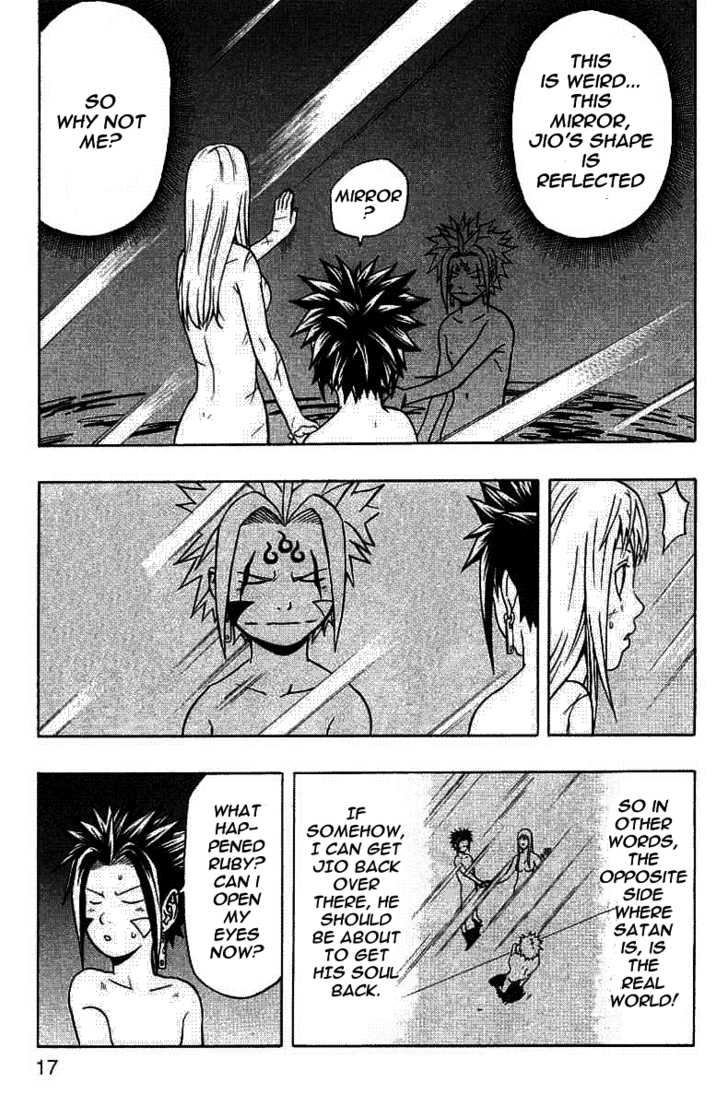 THIS
IS WEIRD...
THIS
MIRROR,
JIO'S SHAPE
IS
REFLECTED
SO
WHY NOT
ME?
MIRROR
?
SO IN
OTHER
WORDS,
THE
OPPOSITE
SIDE
WHERE
SATAN
IS, IS
THE
REAL
WORLD!
IF
SOMEHOW,
I CAN GET
JIO BACK
OVER
THERE, HE
SHOULD
BE ABOUT
TO GET
HIS SOUL
BACK.
WHAT
HAP-
PENED
RUBY?
CAN I
OPEN
MY
EYES
NOW?
17